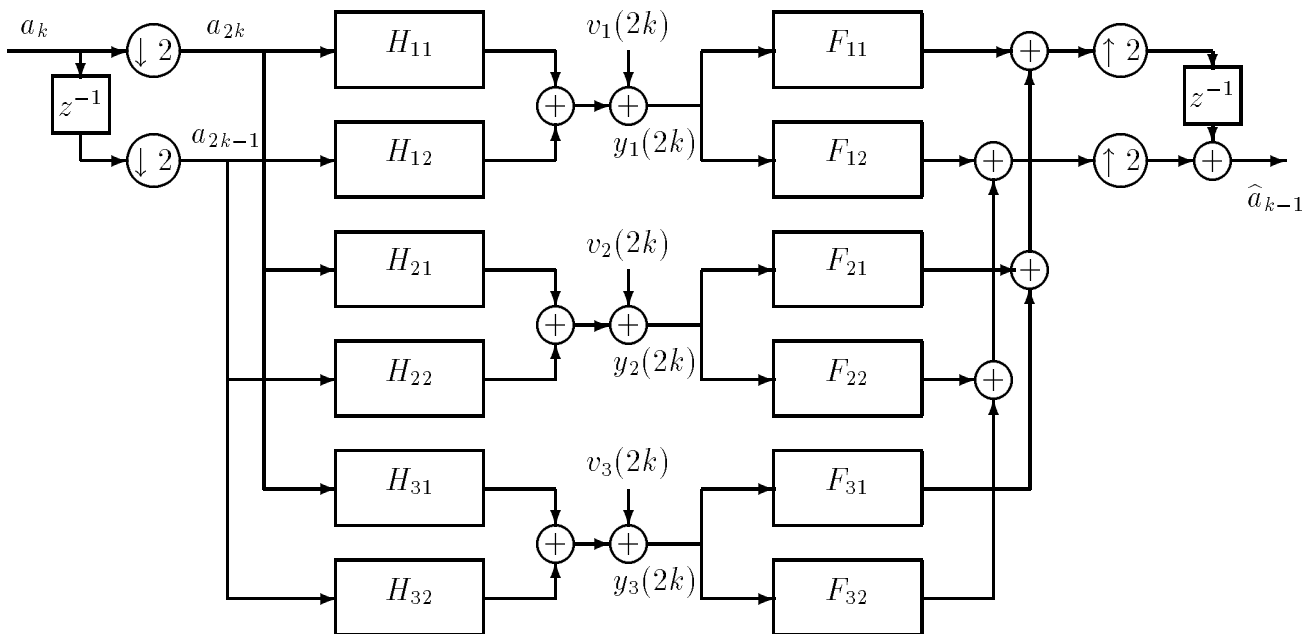 a_k
↓ 2
a_{2k}
H_{11}
v_1(2k)
F_{11}
+
↑ 2
z^{-1}
+
+
y_1(2k)
z^{-1}
↓ 2
a_{2k-1}
H_{12}
F_{12}
+
↑ 2
+
\hat{a}_{k-1}
H_{21}
v_2(2k)
F_{21}
+
+
+
y_2(2k)
H_{22}
F_{22}
+
H_{31}
v_3(2k)
F_{31}
+
+
y_3(2k)
H_{32}
F_{32}